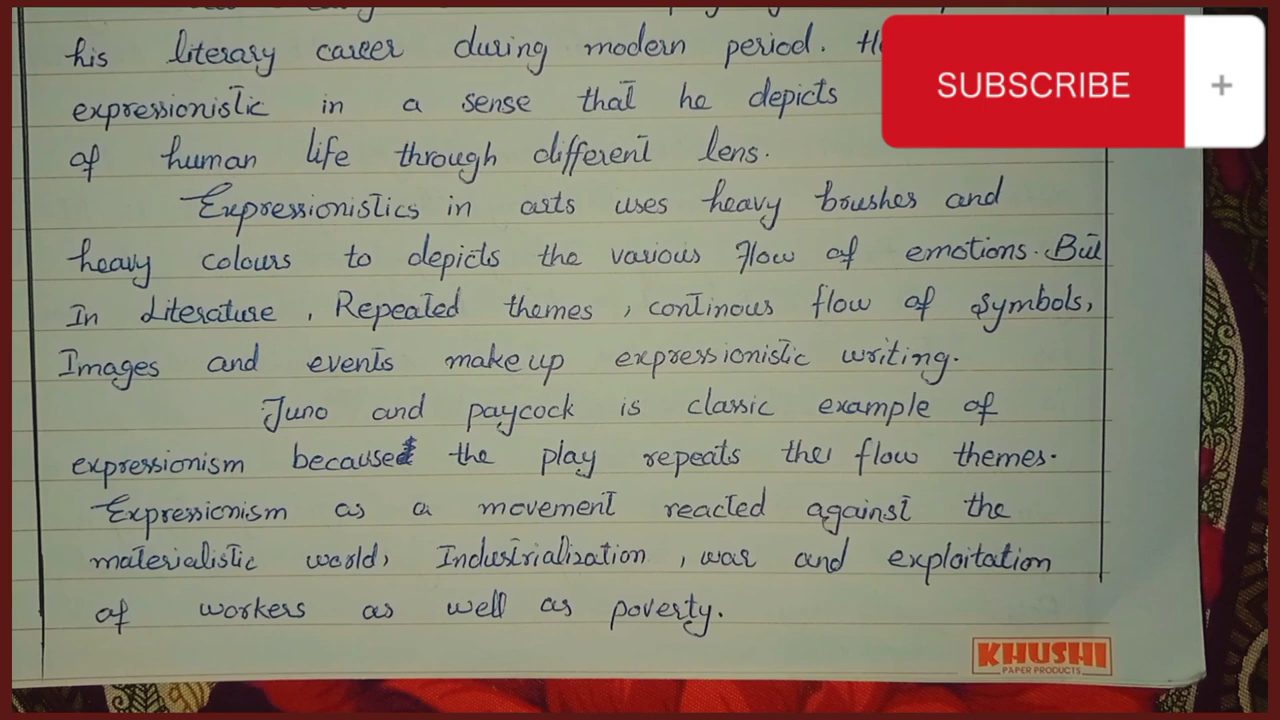 his literary career during modern period.
SUBSCRIBE +
expressionistic in a sense that he depicts
of human life through different lens.
Expressionistics in arts uses heavy brushes and
heavy colours to depicts the various flow of emotions. But
In Literature, Repeated themes, continous flow of symbols,
Images and events make up expressionistic writing.
Juno and paycock is classic example of
expressionism because the play repeats the flow themes.
Expressionism as a movement reacted against the
materialistic world, Industrialization, war and exploitation
of workers as well as poverty.
KHUSHI
PAPER PRODUCTS